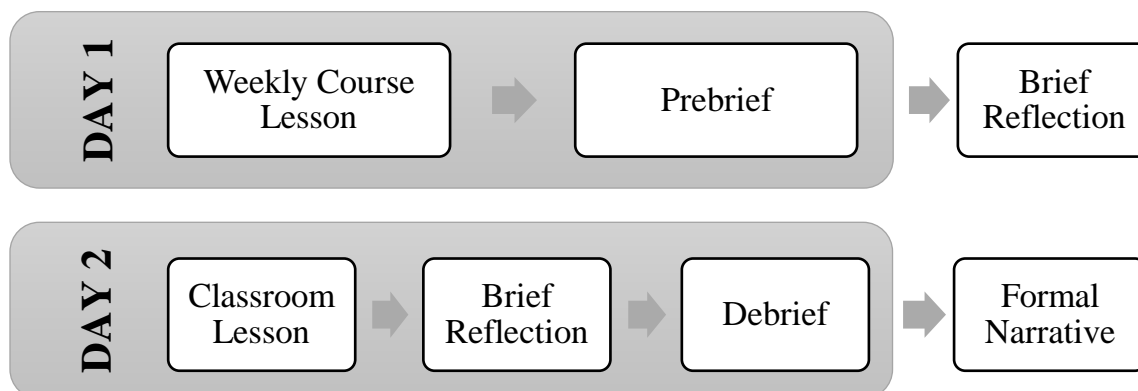 DAY 1
Weekly Course
Lesson
Prebrief
Brief
Reflection
DAY 2
Classroom
Lesson
Brief
Reflection
Debrief
Formal
Narrative